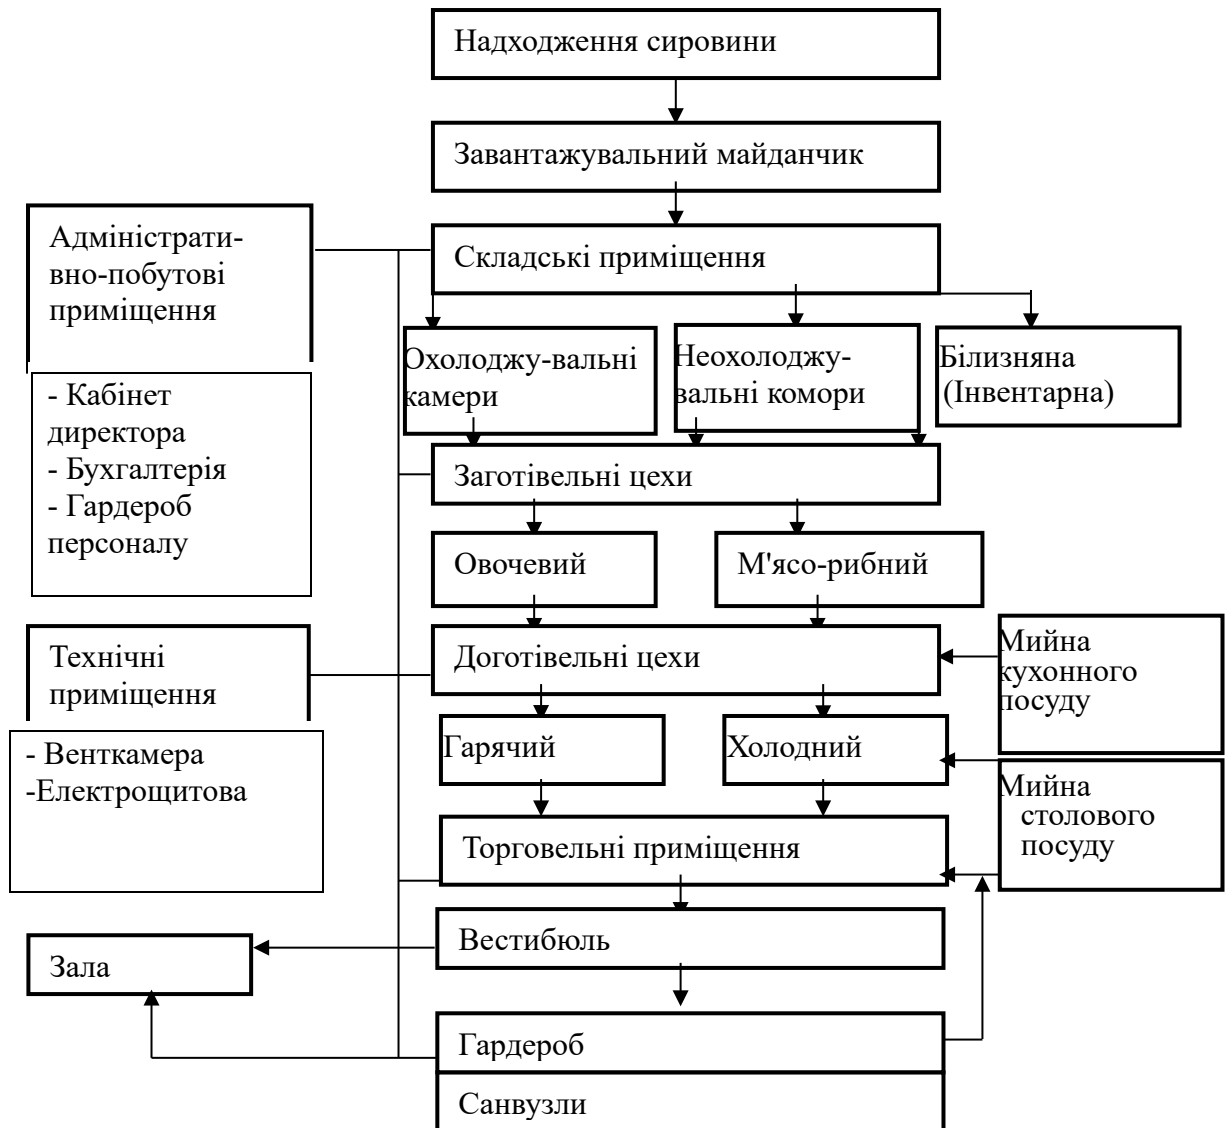 Надходження сировини
Завантажувальний майданчик
Адміністрати-
вно-побутові
приміщення
Складські приміщення
Охолоджу-вальні
камери
Неохолоджу-
вальні комори
Білизняна
(Інвентарна)
- Кабінет
директора
- Бухгалтерія
- Гардероб
персоналу
Заготівельні цехи
Овочевий
М'ясо-рибний
Технічні
приміщення
Доготівельні цехи
Мийна
кухонного
посуду
- Венткамера
-Електрощитова
Гарячий
Холодний
Мийна
столового
посуду
Торговельні приміщення
Вестибюль
Зала
Гардероб
Санвузли